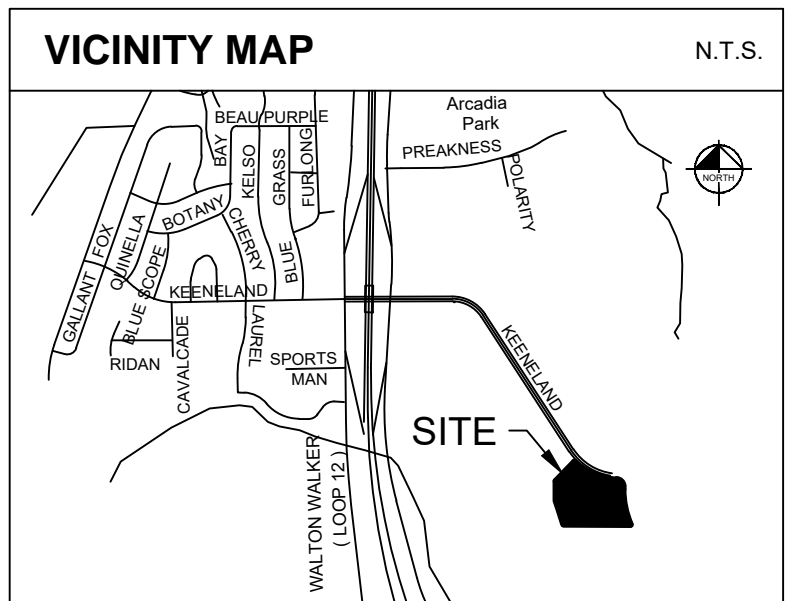 VICINITY MAP
N.T.S.
BEAU PURPLE
Arcadia
Park
PREAKNESS
POLARITY
NORTH
BAY
KELSO
GRASS
FURLONG
BOTANY
CHERRY
QUINELLA
GALLANT FOX
BLUE SCOPE
BLUE
KEENELAND
KEENELAND
CAVALCADE
LAUREL
RIDAN
SPORTS
MAN
SITE
WALTON WALKER
( LOOP 12 )